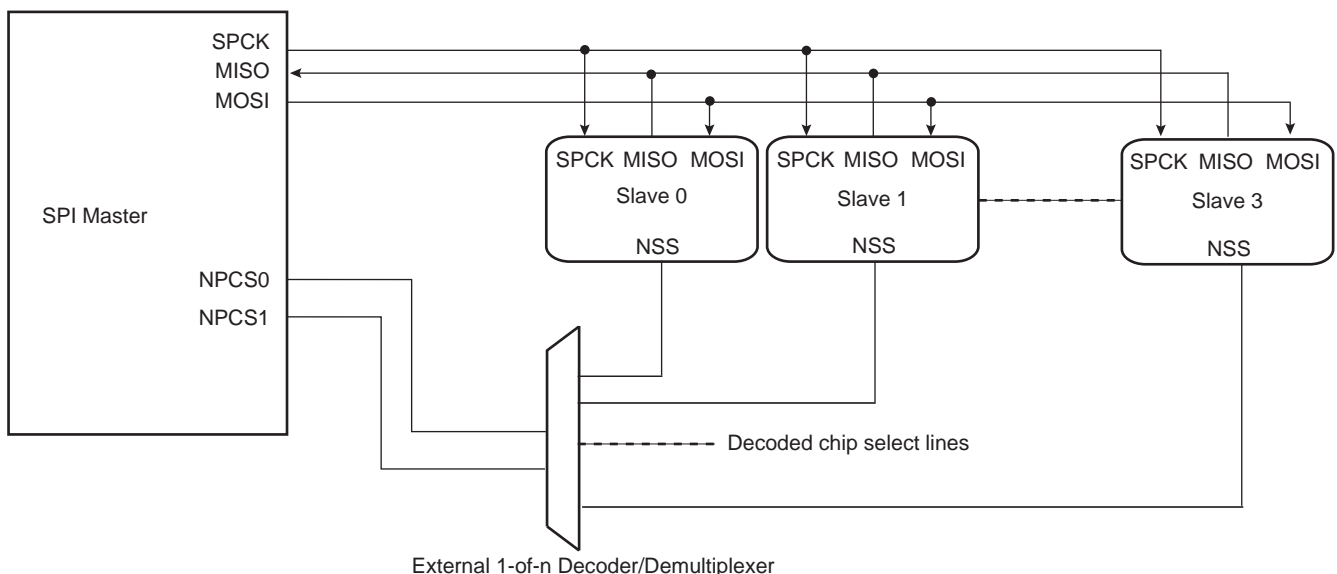 SPCK
MISO
MOSI
SPI Master
NPCS0
NPCS1
SPCK MISO MOSI
Slave 0
NSS
SPCK MISO MOSI
Slave 1
NSS
SPCK MISO MOSI
Slave 3
NSS
Decoded chip select lines
External 1-of-n Decoder/Demultiplexer